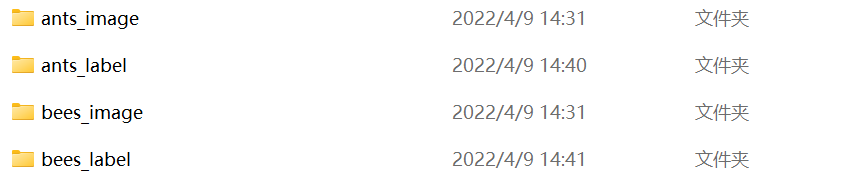 ants_image 2022/4/9 14:31 文件夹
ants_label 2022/4/9 14:40 文件夹
bees_image 2022/4/9 14:31 文件夹
bees_label 2022/4/9 14:41 文件夹